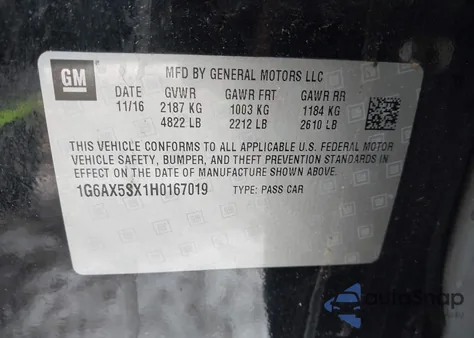 GM
MFD BY GENERAL MOTORS LLC
DATE GVWR GAWR FRT GAWR RR
11/16 2187 KG 1003 KG 1184 KG
4822 LB 2212 LB 2610 LB
THIS VEHICLE CONFORMS TO ALL APPLICABLE U.S. FEDERAL MOTOR
VEHICLE SAFETY, BUMPER, AND THEFT PREVENTION STANDARDS IN
EFFECT ON THE DATE OF MANUFACTURE SHOWN ABOVE.
1G6AX5SX1H0167019 TYPE: PASS CAR
autoSnap